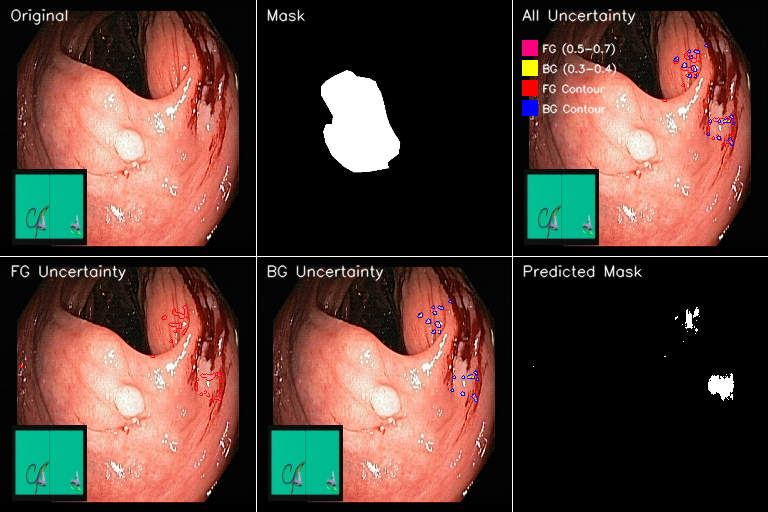 Original
Mask
All Uncertainty
FG (0.5-0.7)
BG (0.3-0.4)
FG Contour
BG Contour
FG Uncertainty
BG Uncertainty
Predicted Mask